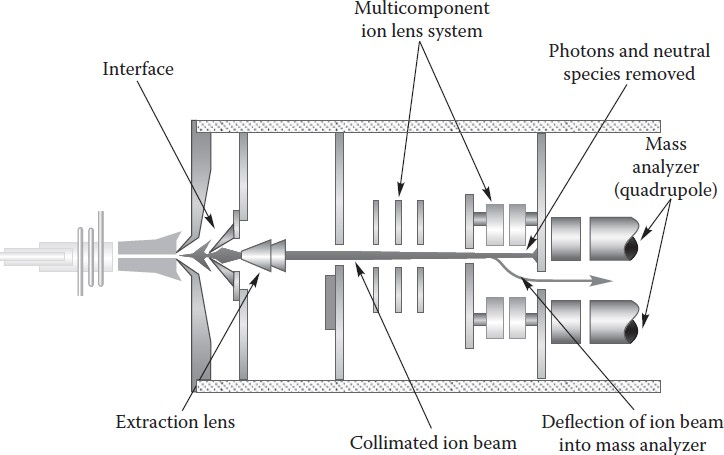 Multicomponent
ion lens system
Photons and neutral
species removed
Interface
Mass
analyzer
(quadrupole)
Extraction lens
Collimated ion beam
Deflection of ion beam
into mass analyzer